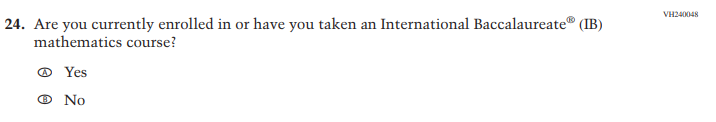 VH240048
24. Are you currently enrolled in or have you taken an International Baccalaureate® (IB)
mathematics course?
Ⓐ Yes
Ⓑ No